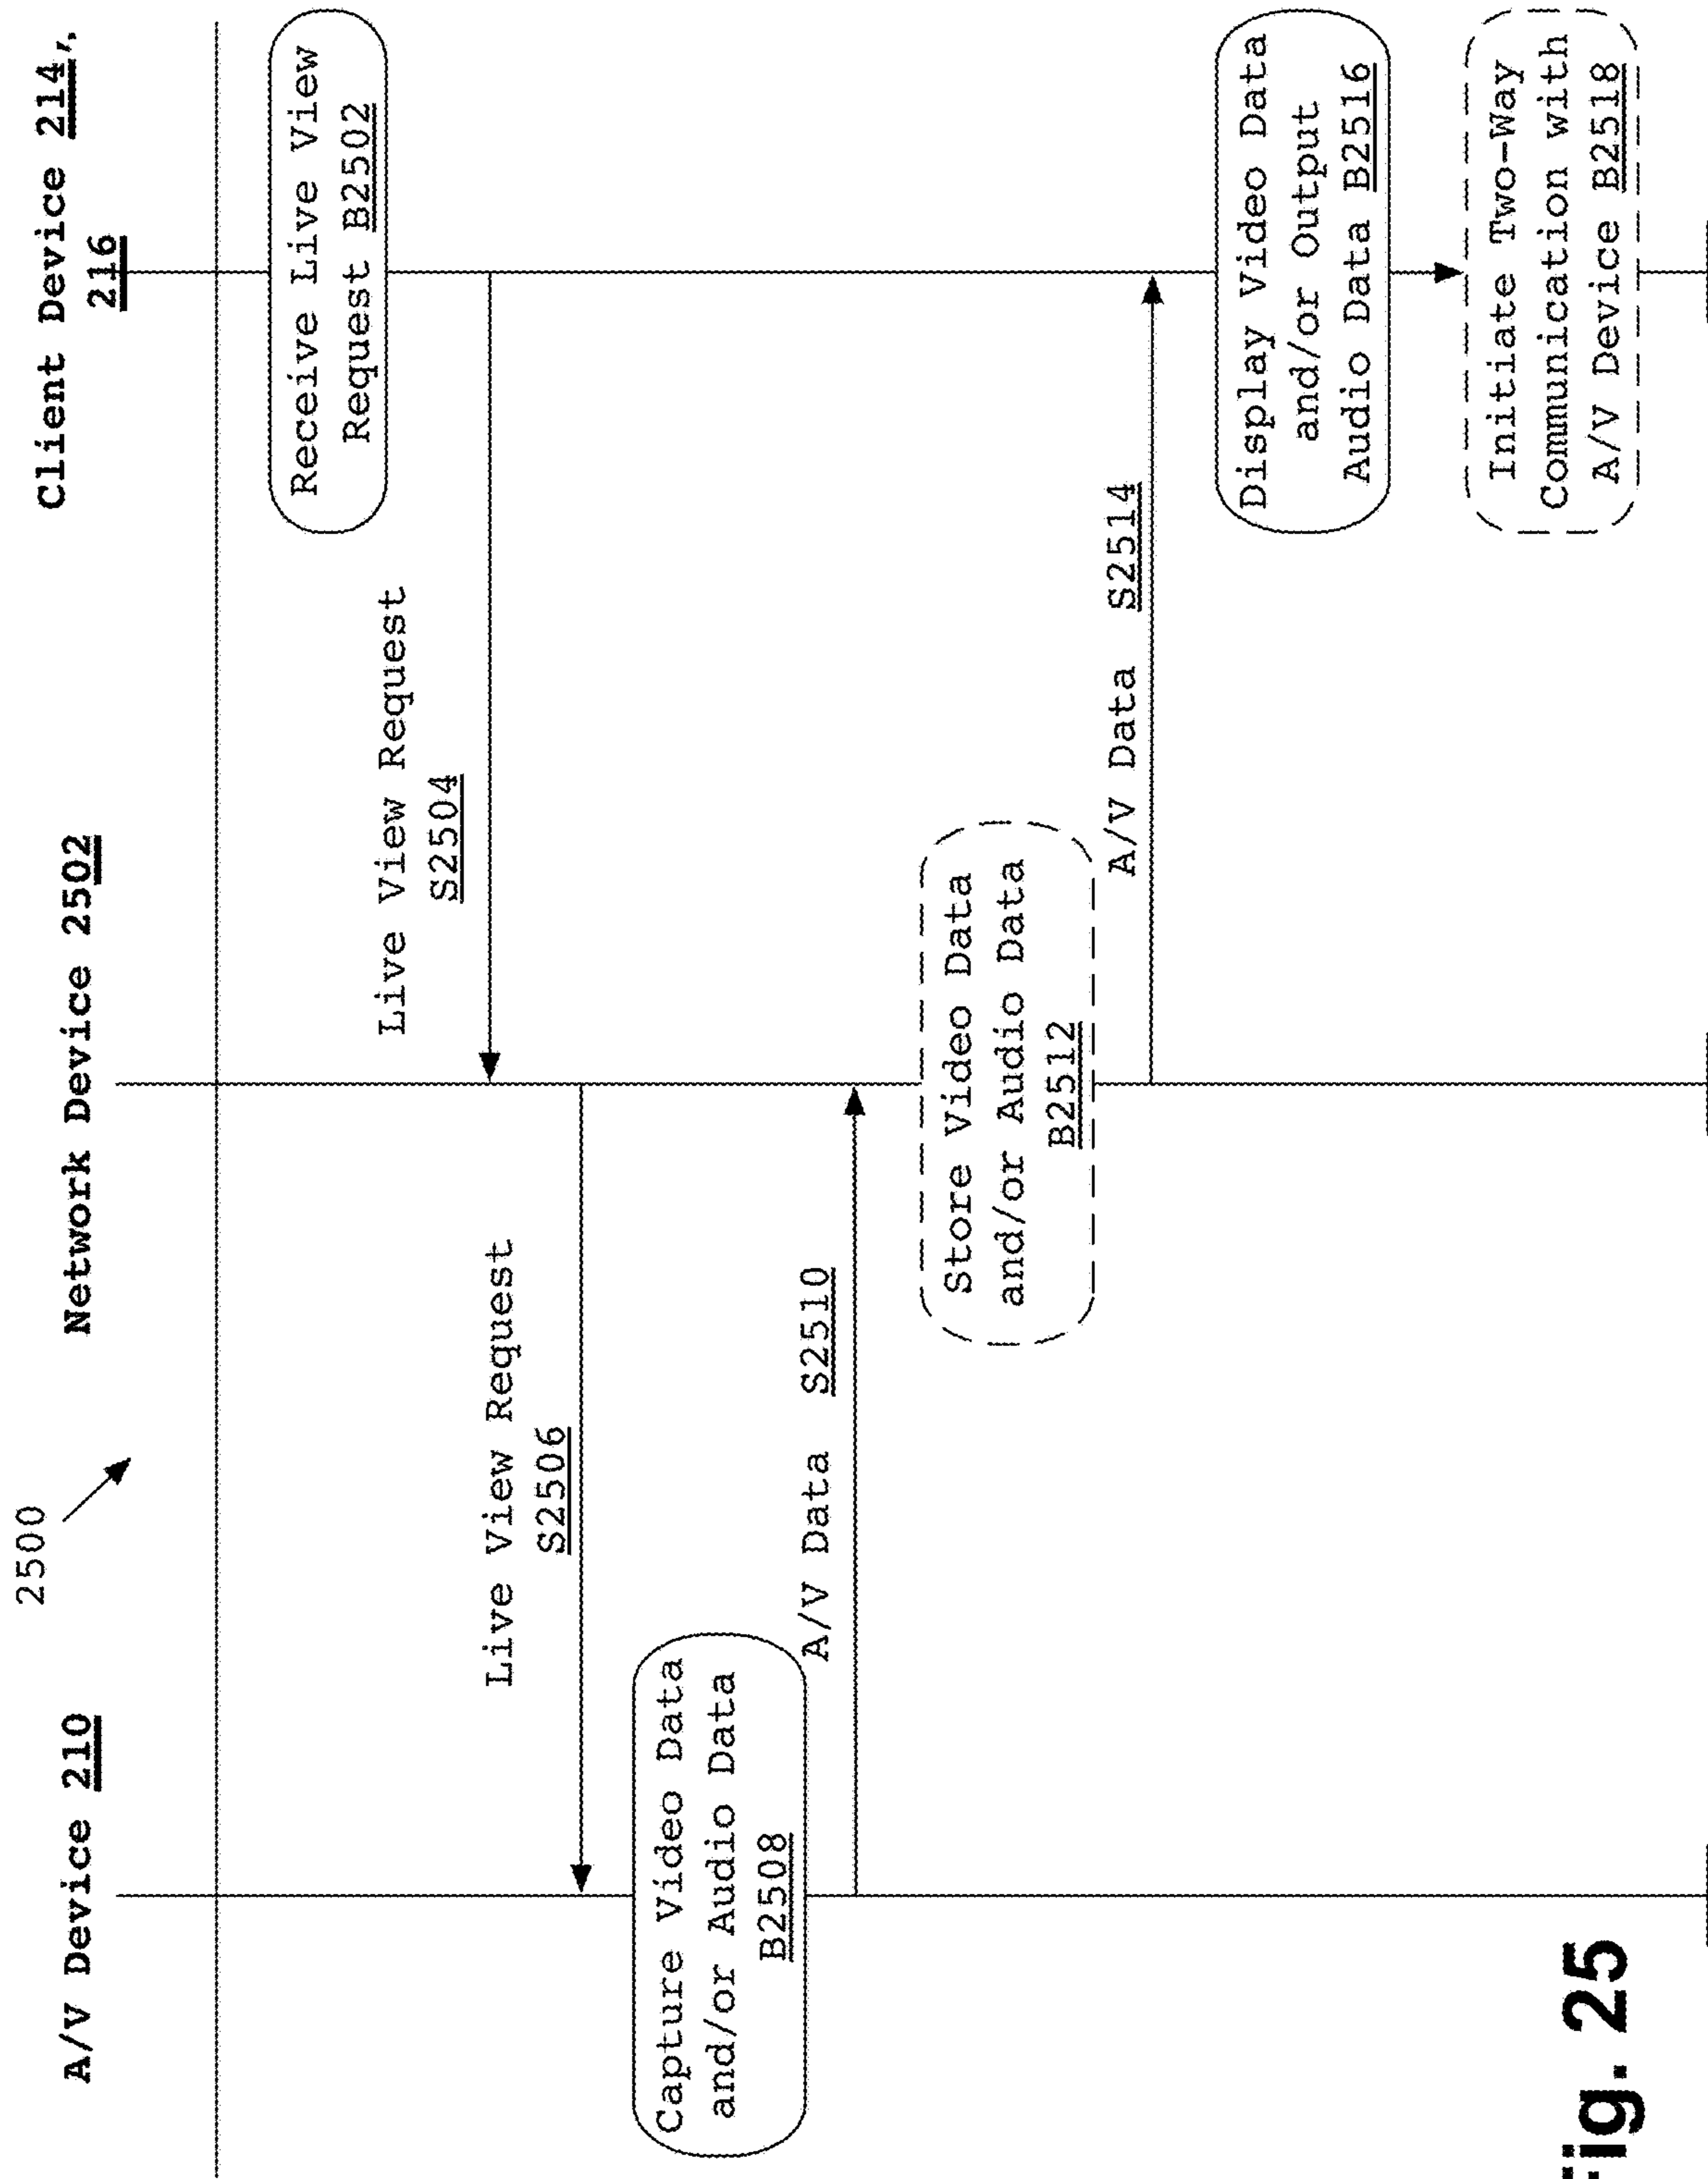 2500
A/V Device 210
Network Device 2502
Client Device 214,
216
Receive Live View
Request B2502
Live View Request
S2504
Live View Request
S2506
Capture Video Data
and/or Audio Data
B2508
A/V Data S2510
Store Video Data
and/or Audio Data
B2512
A/V Data S2514
Display Video Data
and/or Output
Audio Data B2516
Initiate Two-Way
Communication with
A/V Device B2518
Fig. 25